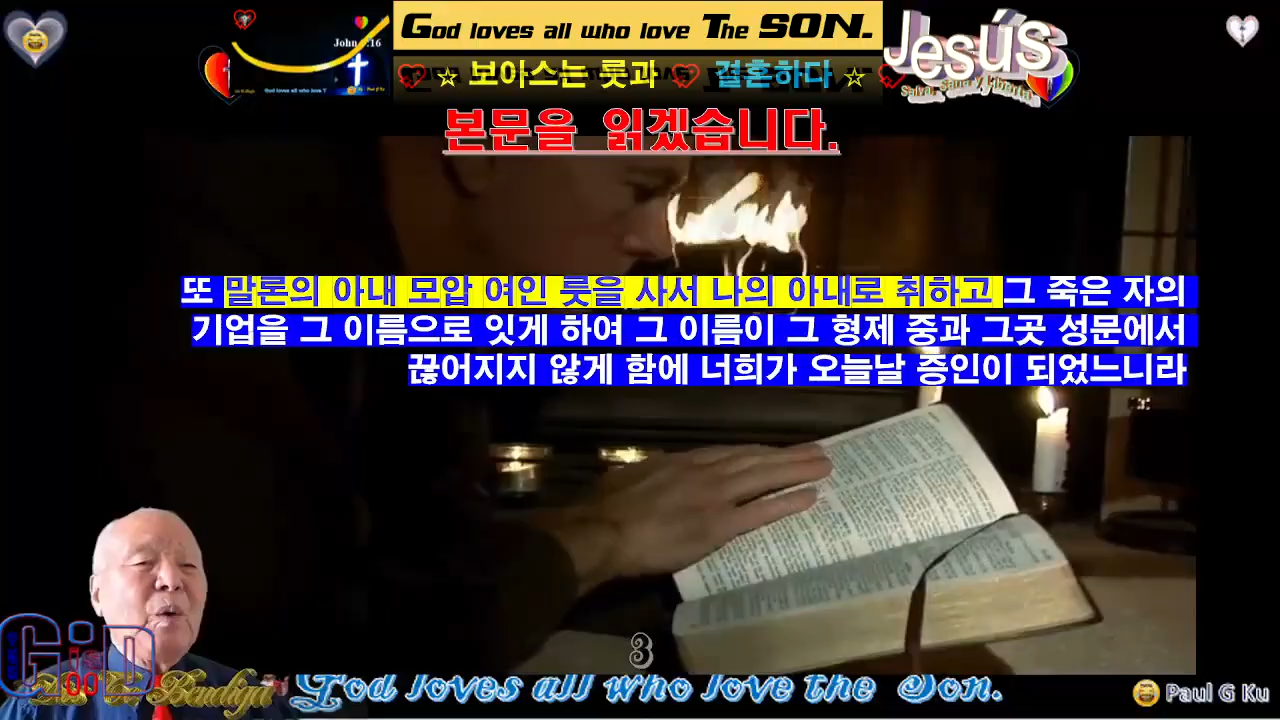 John 3:16
God loves all who love The SON.
☆ 보아스는 룻과 결혼하다 ☆
Jesús
Salva, Sana y Liberta
본문을 읽겠습니다.
또 말론의 아내 모압 여인 룻을 사서 나의 아내로 취하고 그 죽은 자의
기업을 그 이름으로 잇게 하여 그 이름이 그 형제 중과 그곳 성문에서
끊어지지 않게 함에 너희가 오늘날 증인이 되었느니라
3
GiD
is
Dios Te Bendiga
God loves all who love the Son.
Paul G Ku